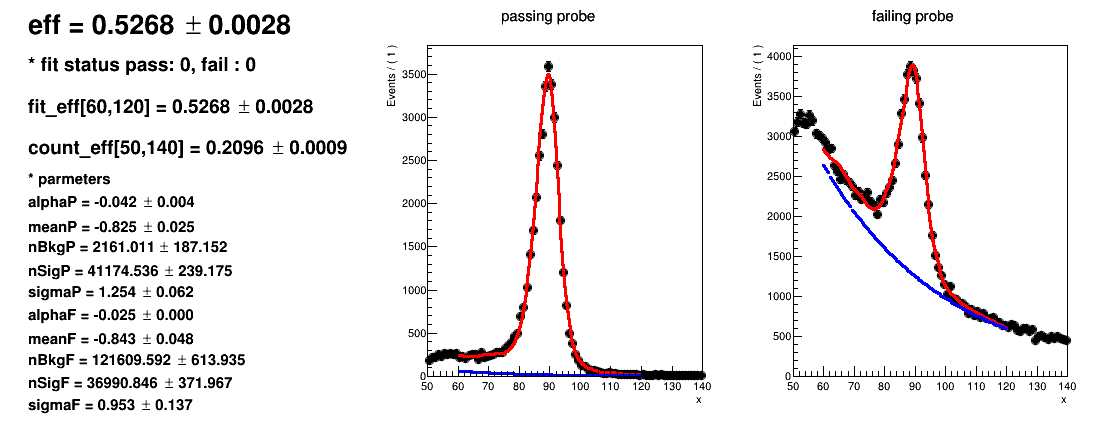 eff = 0.5268 ± 0.0028
* fit status pass: 0, fail : 0
fit_eff[60,120] = 0.5268 ± 0.0028
count_eff[50,140] = 0.2096 ± 0.0009
* parmeters
alphaP = -0.042 ± 0.004
meanP = -0.825 ± 0.025
nBkgP = 2161.011 ± 187.152
nSigP = 41174.536 ± 239.175
sigmaP = 1.254 ± 0.062
alphaF = -0.025 ± 0.000
meanF = -0.843 ± 0.048
nBkgF = 121609.592 ± 613.935
nSigF = 36990.846 ± 371.967
sigmaF = 0.953 ± 0.137
passing probe
Events / ( 1 )
3500
3000
2500
2000
1500
1000
500
0
50 60 70 80 90 100 110 120 130 140
x
failing probe
Events / ( 1 )
4000
3500
3000
2500
2000
1500
1000
500
0
50 60 70 80 90 100 110 120 130 140
x